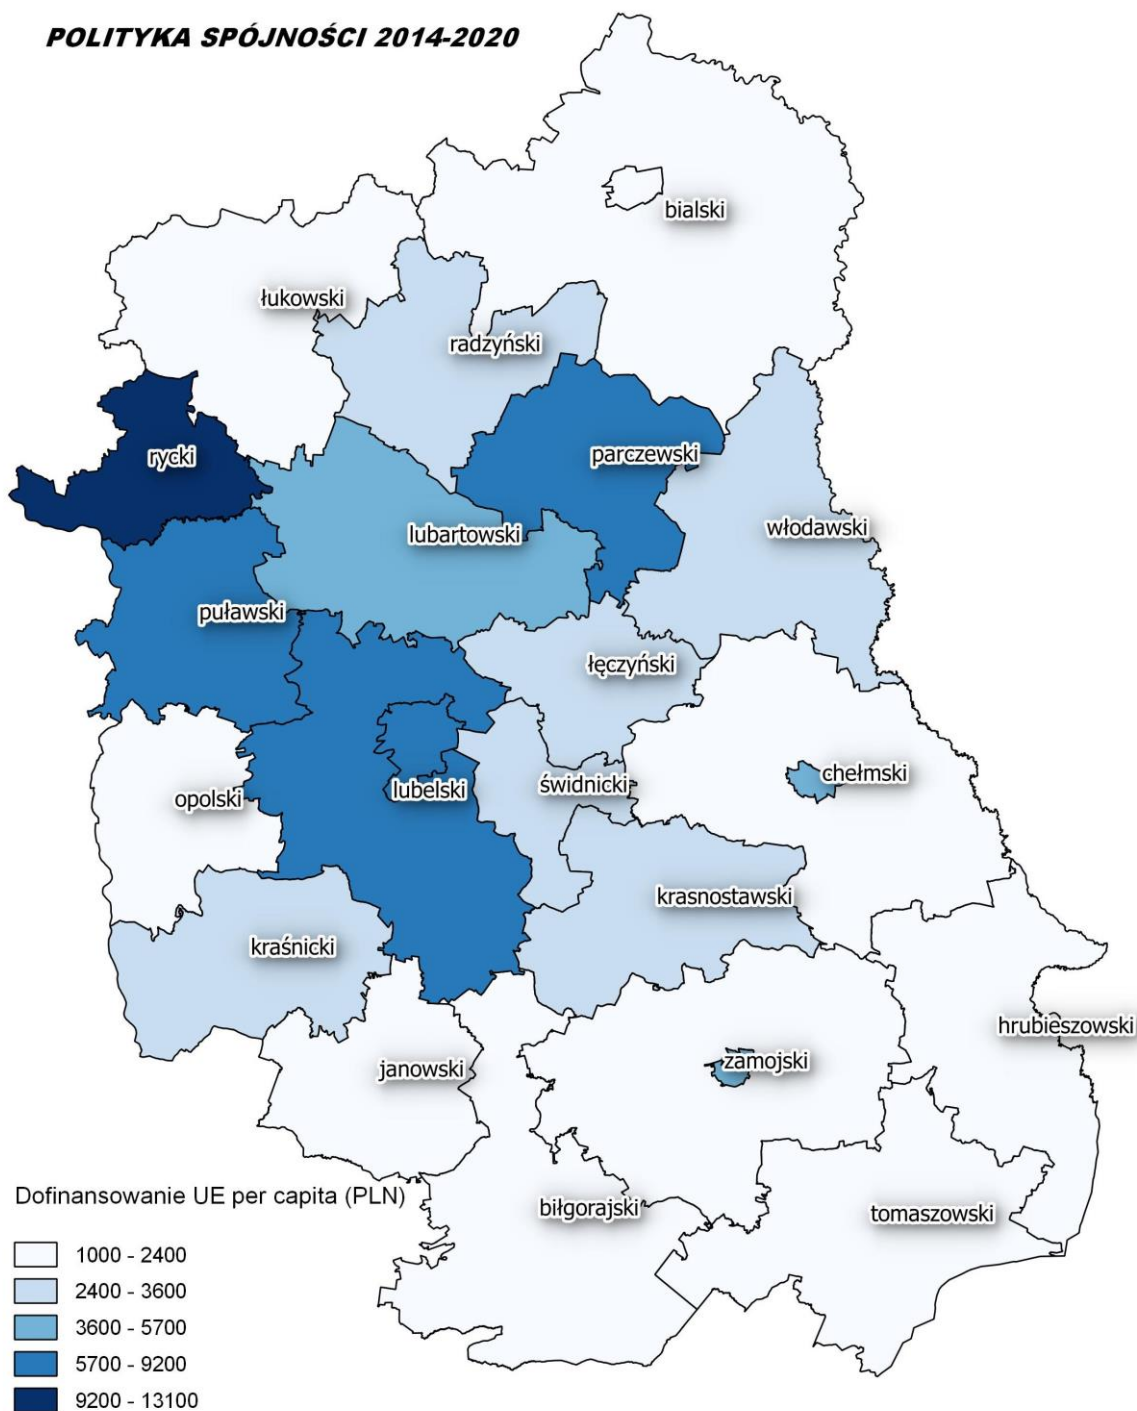 POLITYKA SPÓJNOŚCI 2014-2020
bialski
łukowski
radzyński
rycki
parczewski
lubartowski
włodawski
puławski
łęczyński
chełmski
świdnicki
lubelski
opolski
krasnostawski
kraśnicki
hrubieszowski
zamojski
janowski
biłgorajski
tomaszowski
Dofinansowanie UE per capita (PLN)
1000 - 2400
2400 - 3600
3600 - 5700
5700 - 9200
9200 - 13100